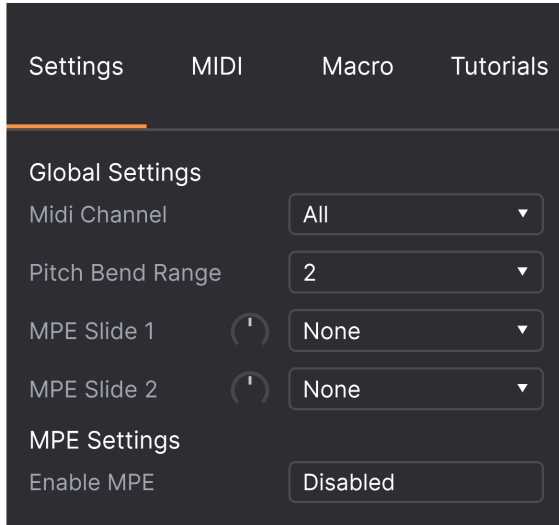 Settings MIDI Macro Tutorials
Global Settings
Midi Channel All
Pitch Bend Range 2
MPE Slide 1 None
MPE Slide 2 None
MPE Settings
Enable MPE Disabled